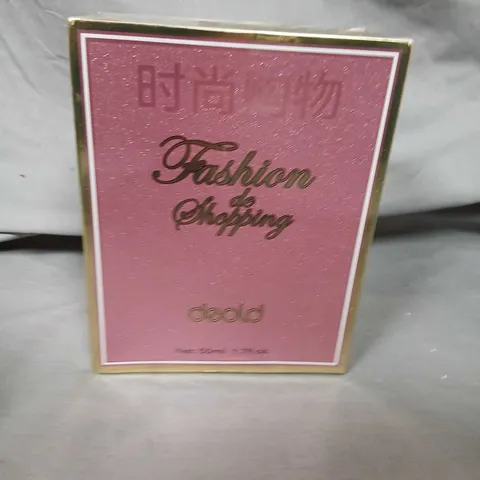 时尚购物
Fashion
de
Shopping
deold
Net: 50ml 1.7fl oz